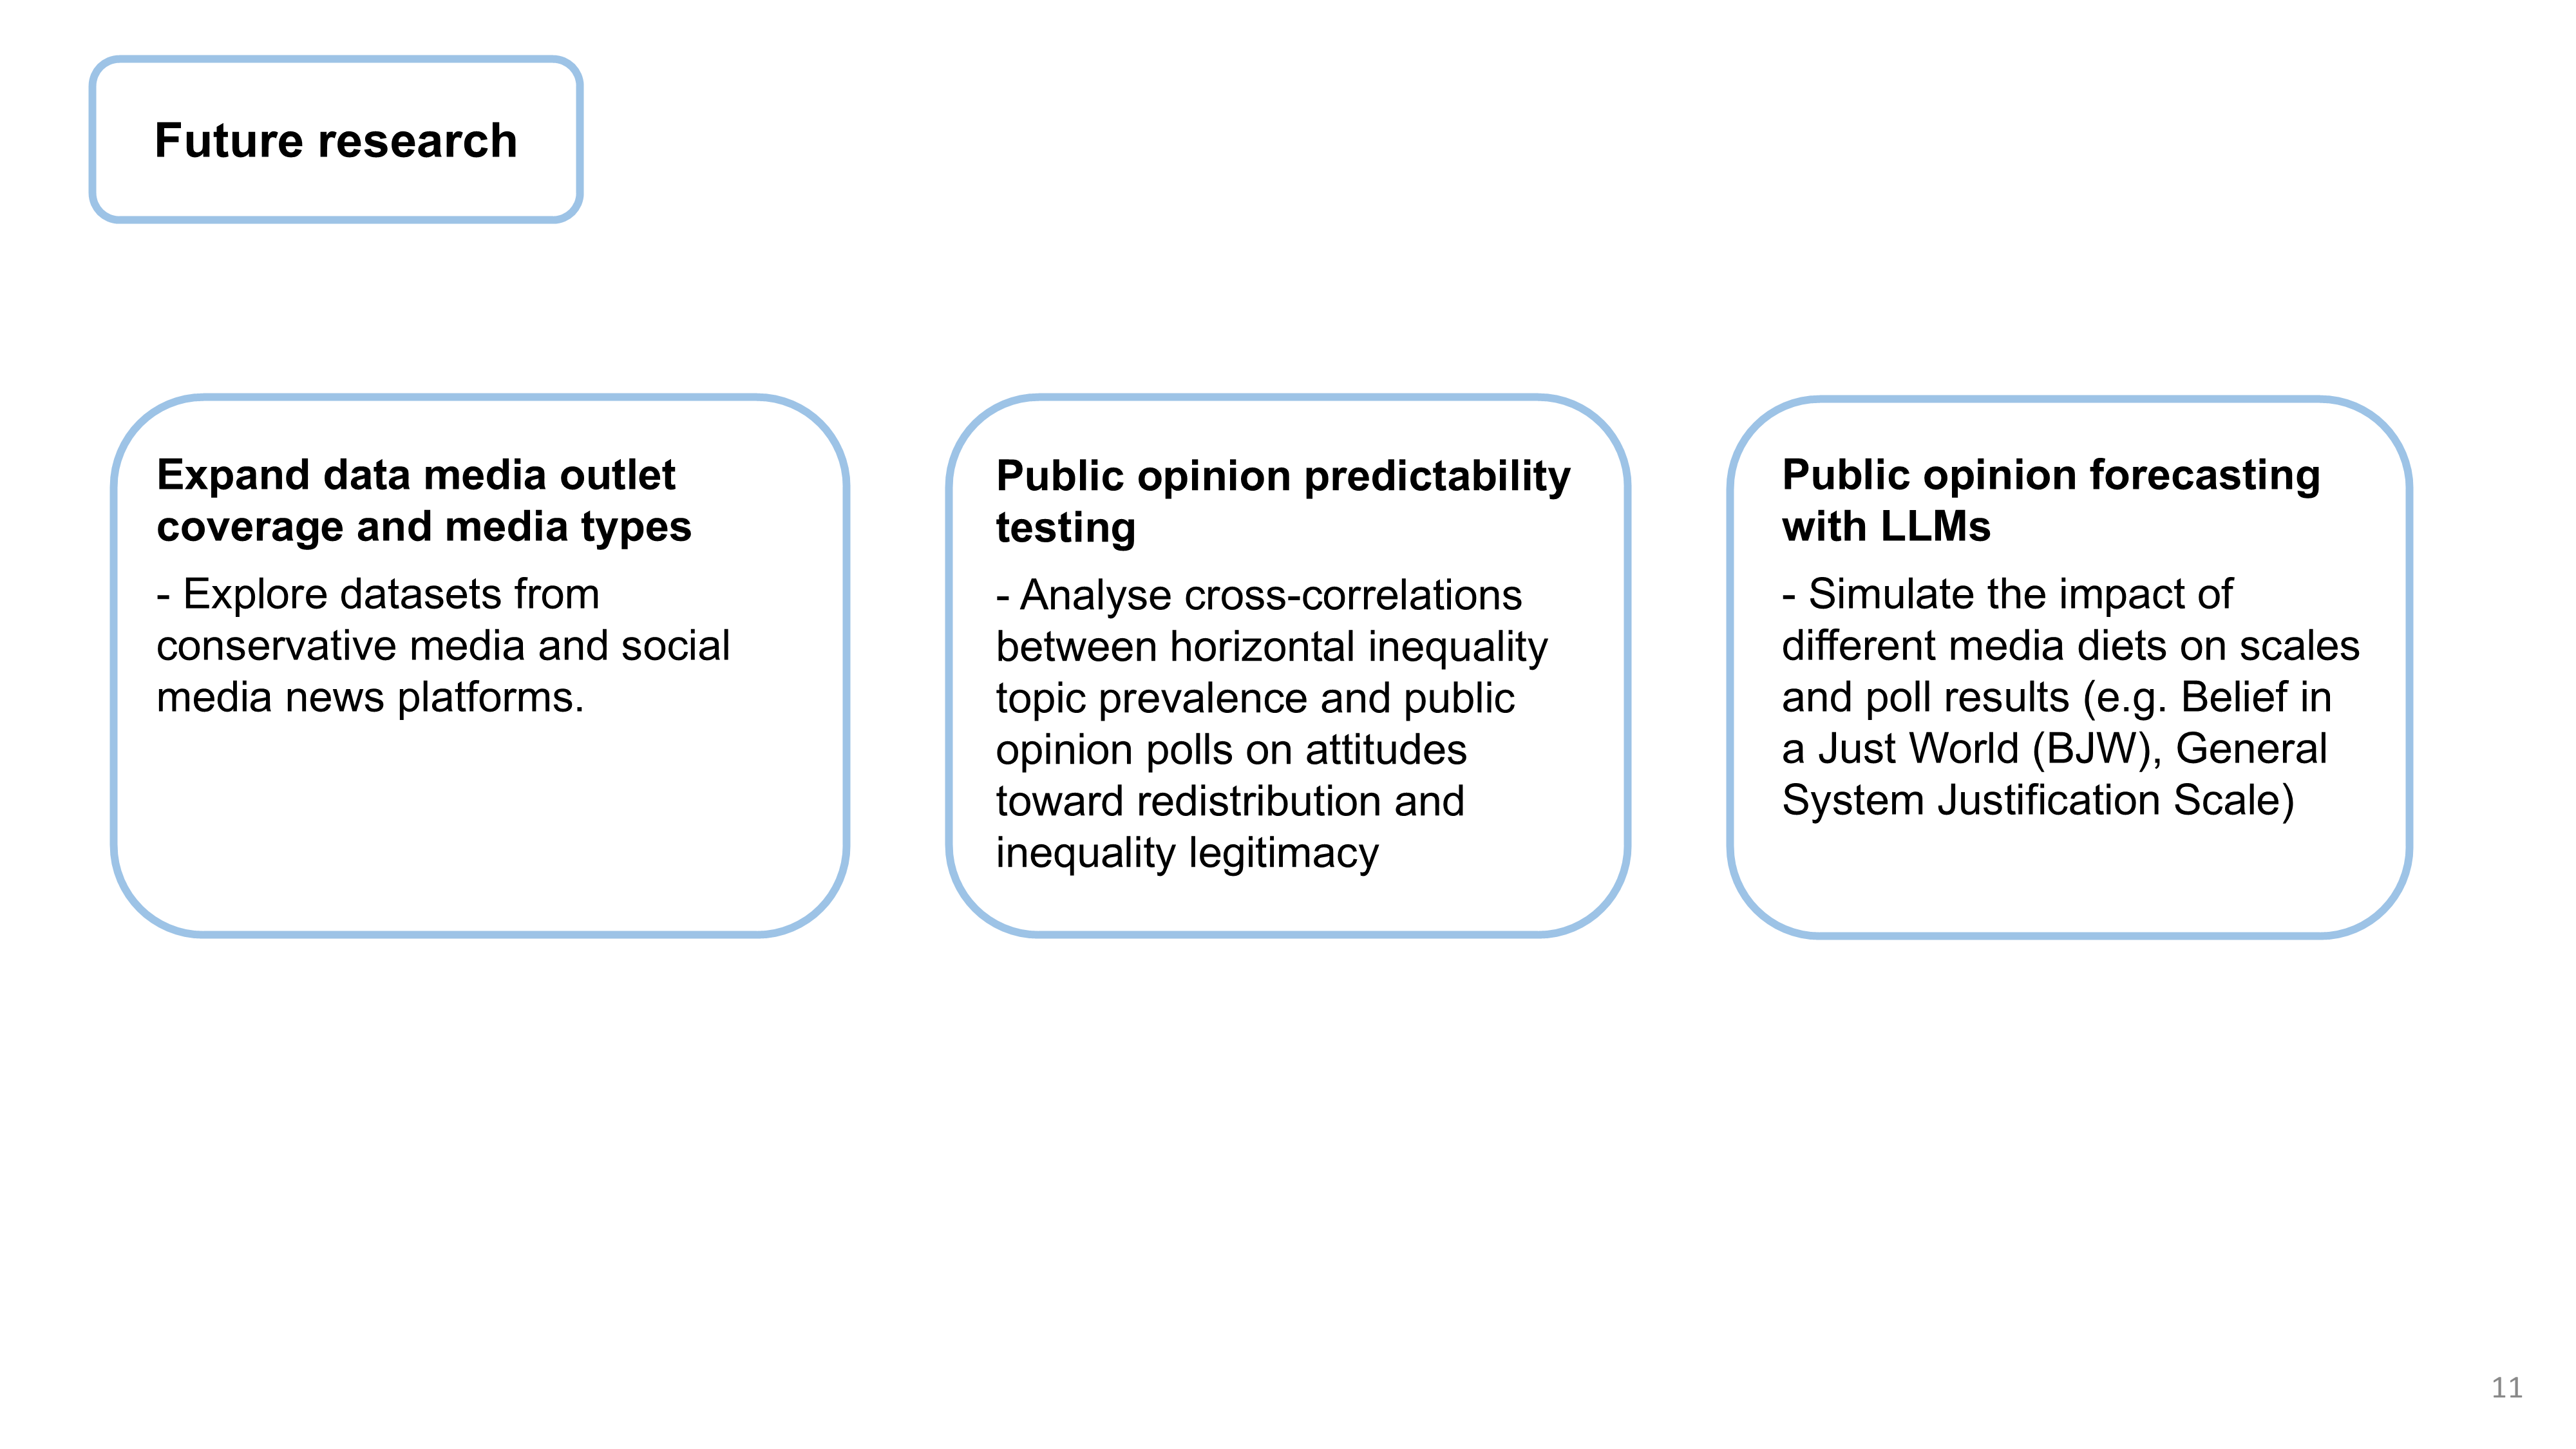 Future research
Expand data media outlet
coverage and media types
- Explore datasets from
conservative media and social
media news platforms.
Public opinion predictability
testing
- Analyse cross-correlations
between horizontal inequality
topic prevalence and public
opinion polls on attitudes
toward redistribution and
inequality legitimacy
Public opinion forecasting
with LLMs
- Simulate the impact of
different media diets on scales
and poll results (e.g. Belief in
a Just World (BJW), General
System Justification Scale)
11